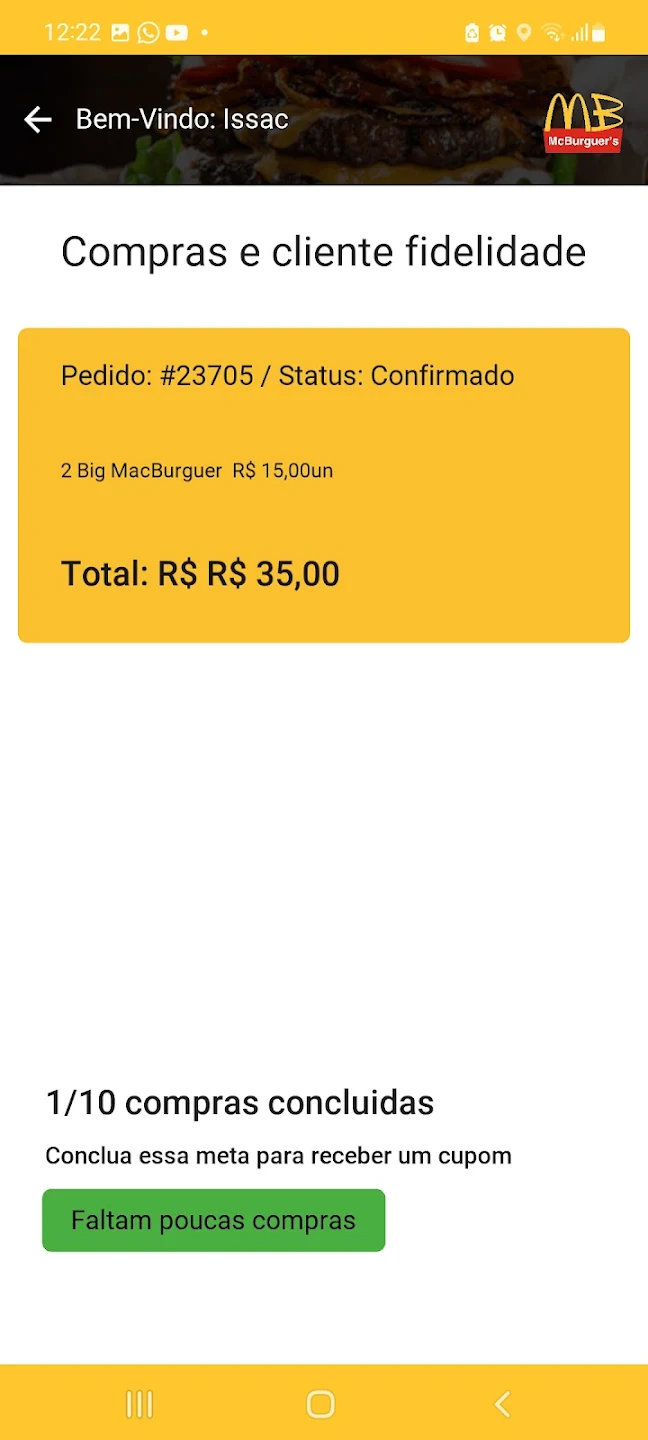 12:22
Bem-Vindo: Issac
MB
McBurguer's
Compras e cliente fidelidade
Pedido: #23705 / Status: Confirmado
2 Big MacBurguer R$ 15,00un
Total: R$ R$ 35,00
1/10 compras concluidas
Conclua essa meta para receber um cupom
Faltam poucas compras